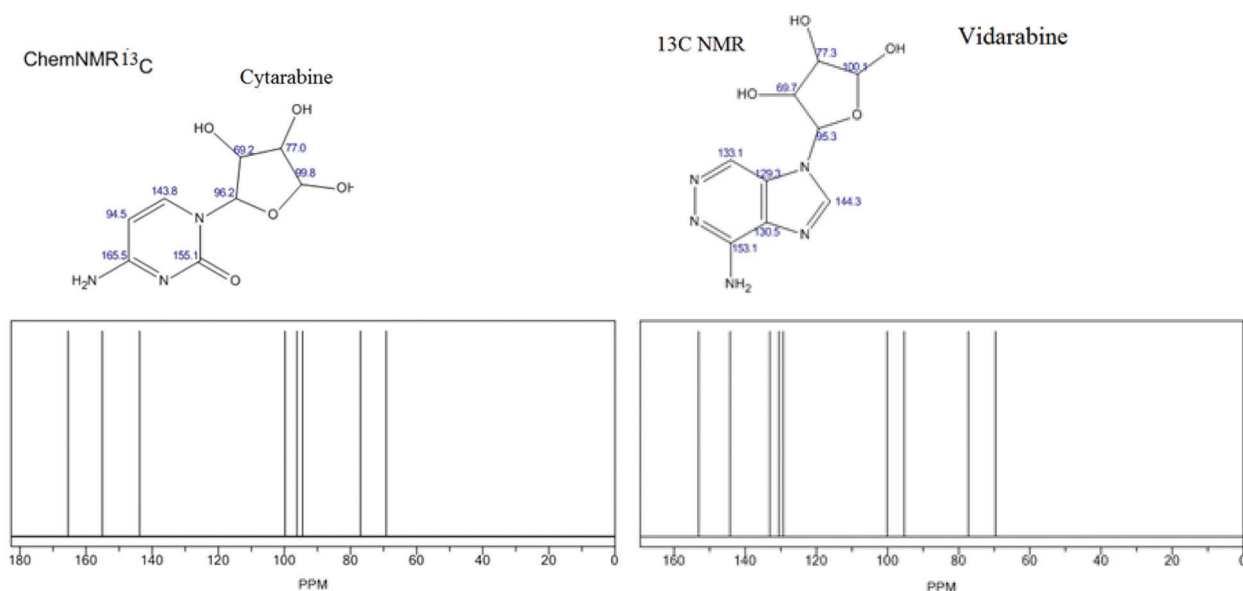 ChemNMR13C
Cytarabine
OH
HO
69.2
77.0
99.8
OH
143.8
96.2
O
94.5
N
165.5
155.1
H2N
N
O
180 160 140 120 100 80 60 40 20 0
PPM
13C NMR
Vidarabine
HO
OH
77.3
100.1
HO
69.7
O
95.3
133.1
N
N
129.3
144.3
N
130.5
N
153.1
NH2
160 140 120 100 80 60 40 20 0
PPM